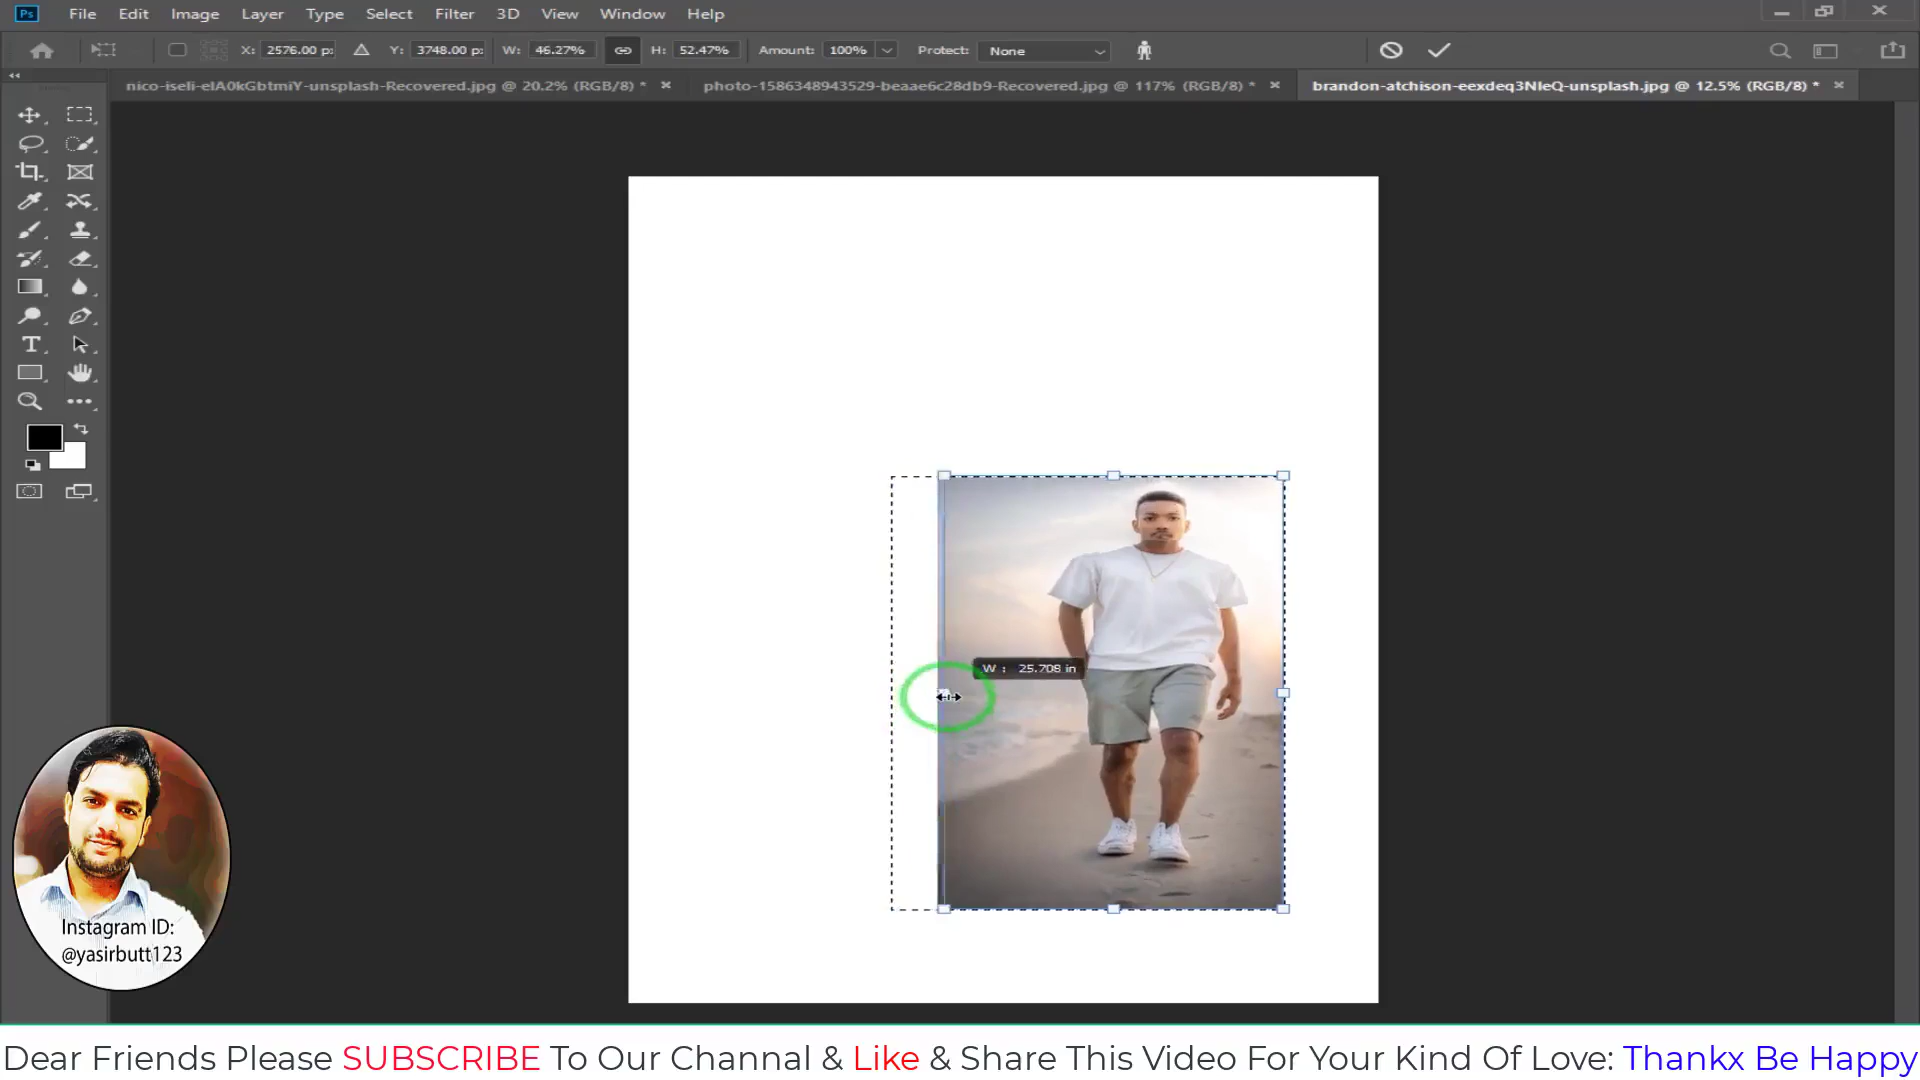 Ps File Edit Image Layer Type Select Filter 3D View Window Help
X: 2576.00 p: Y: 3748.00 p: W: 46.27% H: 52.47% Amount: 100% Protect: None
nico-iseli-elA0kGbtmiY-unsplash-Recovered.jpg @ 20.2% (RGB/8) * photo-1586348943529-beaae6c28db9-Recovered.jpg @ 117% (RGB/8) * brandon-atchison-eexdeq3NleQ-unsplash.jpg @ 12.5% (RGB/8) *
W : 25.708 in
Instagram ID:
@yasirbutt123
Dear Friends Please SUBSCRIBE To Our Channal & Like & Share This Video For Your Kind Of Love: Thankx Be Happy